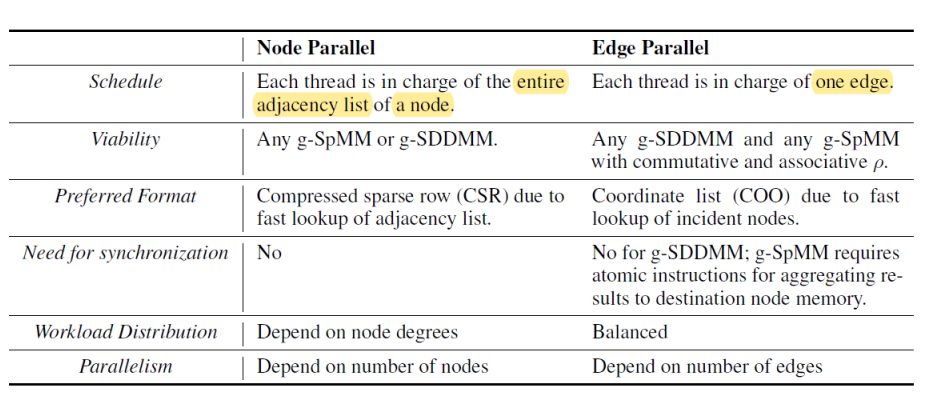 Node Parallel Edge Parallel
Schedule Each thread is in charge of the entire Each thread is in charge of one edge.
adjacency list of a node.
Viability Any g-SpMM or g-SDDMM. Any g-SDDMM and any g-SpMM
with commutative and associative ρ.
Preferred Format Compressed sparse row (CSR) due to Coordinate list (COO) due to fast
fast lookup of adjacency list. lookup of incident nodes.
Need for synchronization No No for g-SDDMM; g-SpMM requires
atomic instructions for aggregating re-
sults to destination node memory.
Workload Distribution Depend on node degrees Balanced
Parallelism Depend on number of nodes Depend on number of edges